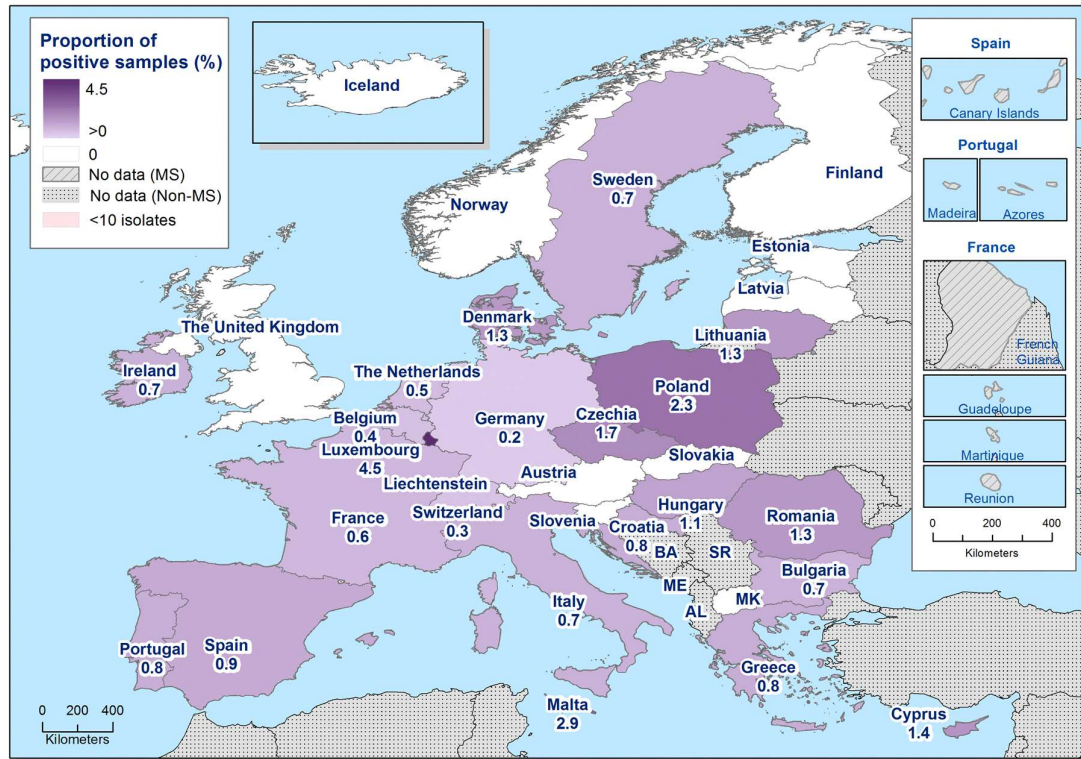 Proportion of
positive samples (%)
4.5
>0
0
No data (MS)
No data (Non-MS)
<10 isolates
Iceland
Spain
Canary Islands
Portugal
Madeira
Azores
France
French
Guiana
Guadeloupe
Martinique
Reunion
0 200 400
Kilometers
Norway
Sweden
0.7
Finland
Estonia
Latvia
Lithuania
1.3
Denmark
1.3
The United Kingdom
Ireland
0.7
The Netherlands
0.5
Belgium
0.4
Luxembourg
4.5
Germany
0.2
Poland
2.3
Czechia
1.7
Slovakia
Austria
Liechtenstein
Switzerland
0.3
France
0.6
Slovenia
Croatia
0.8
Hungary
1.1
Romania
1.3
BA
SR
ME
AL
MK
Bulgaria
0.7
Italy
0.7
Portugal
0.8
Spain
0.9
Greece
0.8
Malta
2.9
Cyprus
1.4
0 200 400
Kilometers